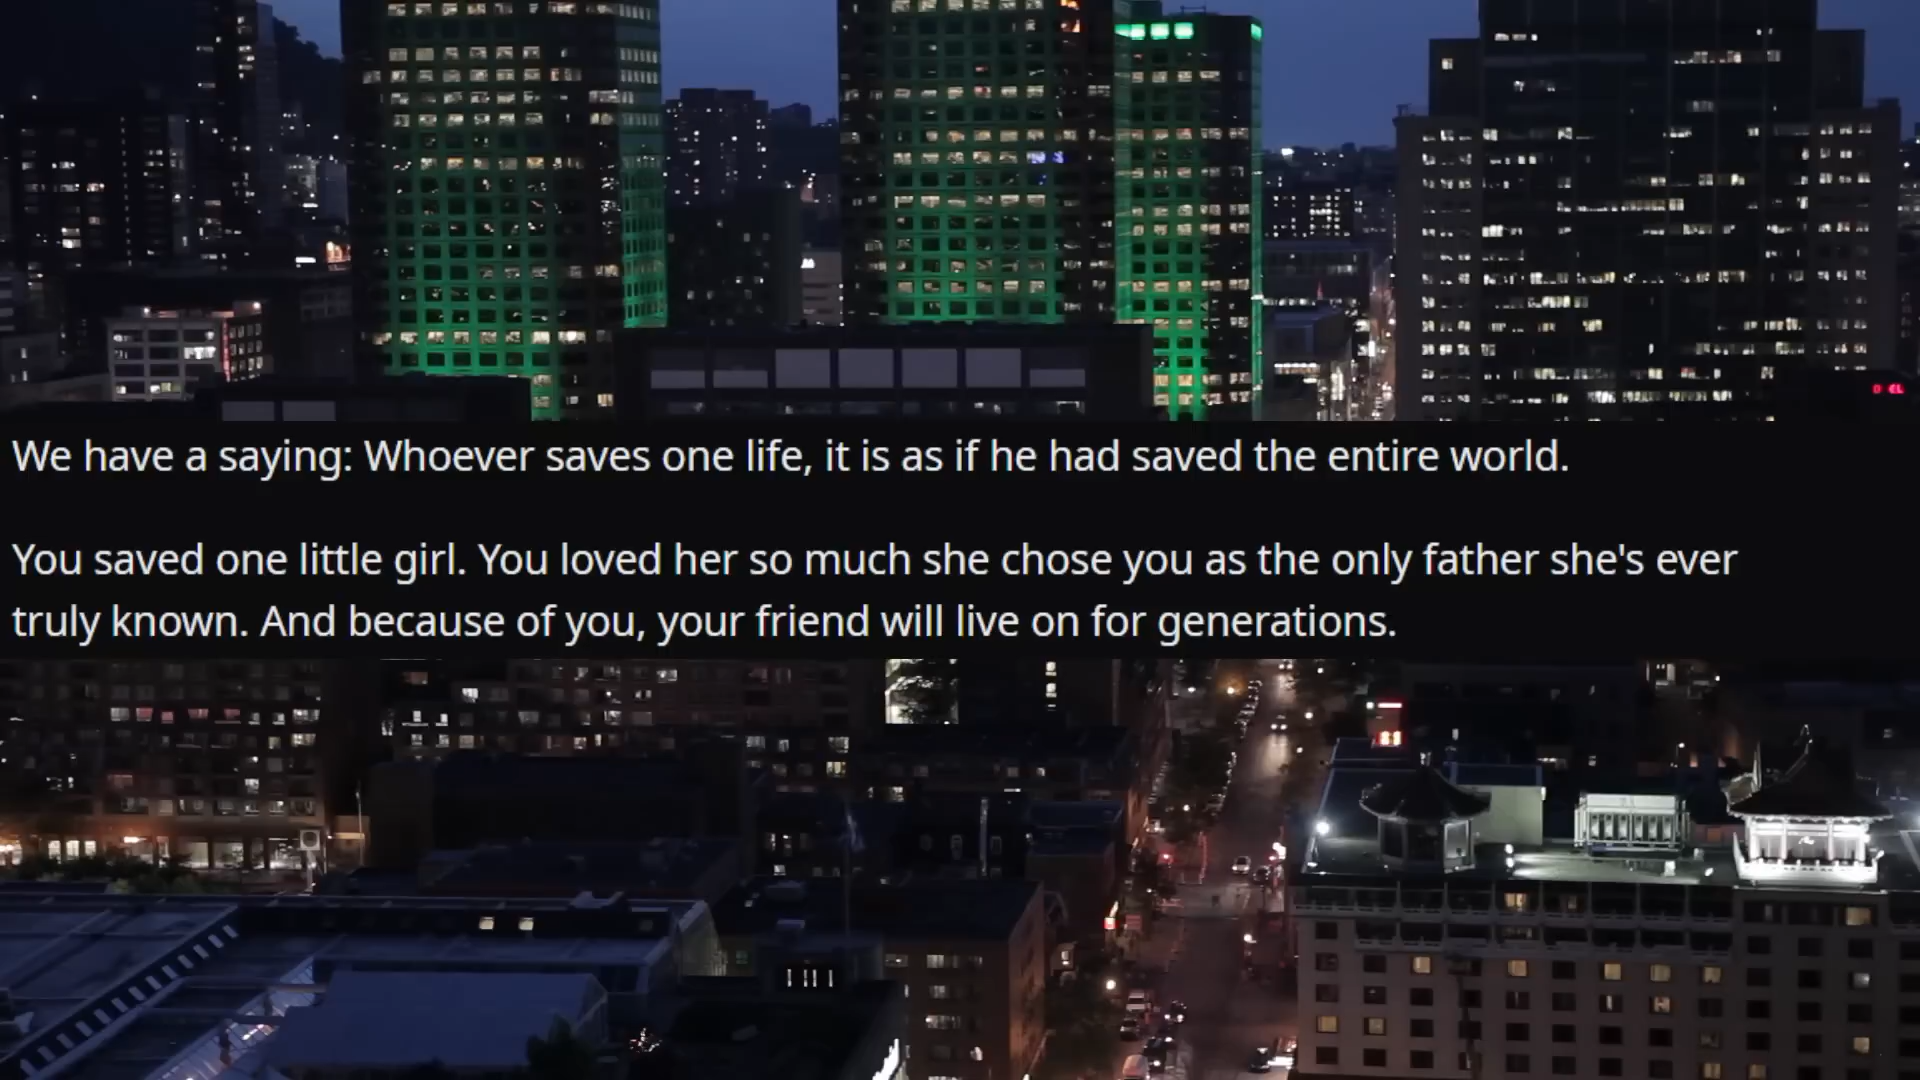 We have a saying: Whoever saves one life, it is as if he had saved the entire world.
You saved one little girl. You loved her so much she chose you as the only father she's ever
truly known. And because of you, your friend will live on for generations.